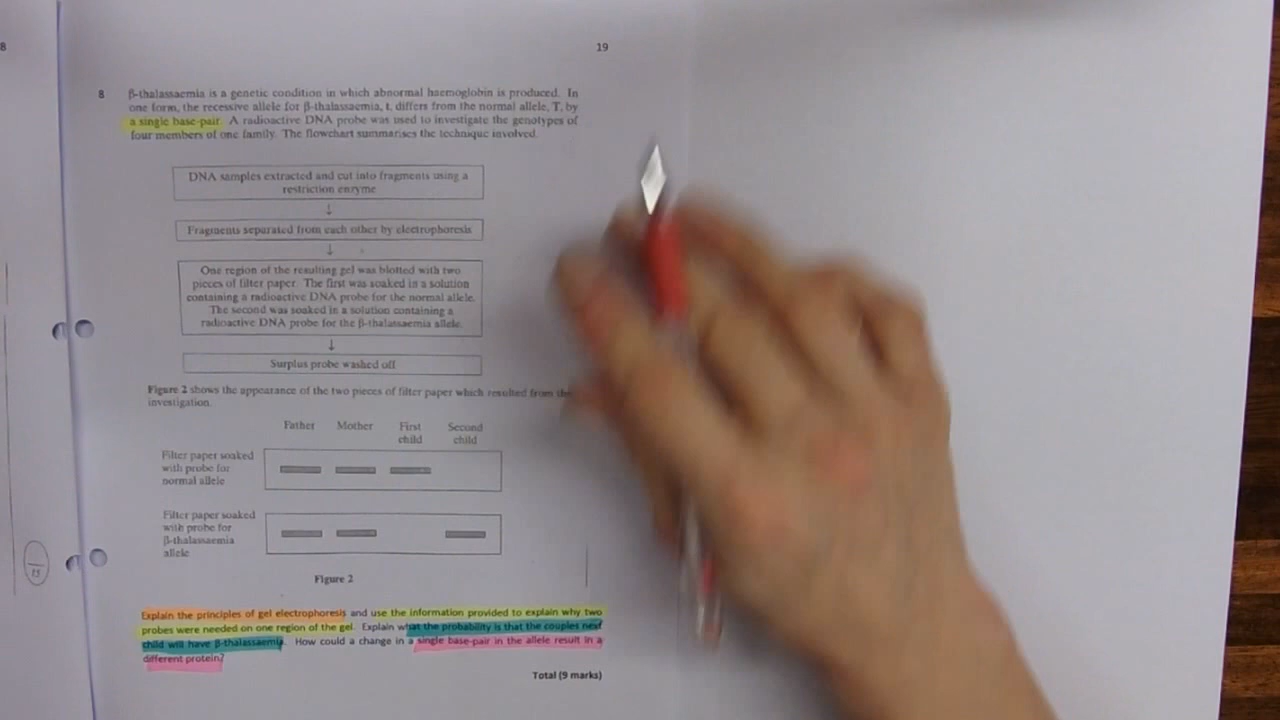 8
19
8 β-thalassaemia is a genetic condition in which abnormal haemoglobin is produced. In
one form, the recessive allele for β-thalassaemia, t, differs from the normal allele, T, by
a single base-pair. A radioactive DNA probe was used to investigate the genotypes of
four members of one family. The flowchart summarises the technique involved.
DNA samples extracted and cut into fragments using a
restriction enzyme
↓
Fragments separated from each other by electrophoresis
↓
One region of the resulting gel was blotted with two
pieces of filter paper. The first was soaked in a solution
containing a radioactive DNA probe for the normal allele.
The second was soaked in a solution containing a
radioactive DNA probe for the β-thalassaemia allele.
↓
Surplus probe washed off
Figure 2 shows the appearance of the two pieces of filter paper which resulted from the
investigation.
Father Mother First Second
child child
Filter paper soaked
with probe for
normal allele
Filter paper soaked
with probe for
β-thalassaemia
allele
15
Figure 2
Explain the principles of gel electrophoresis and use the information provided to explain why two
probes were needed on one region of the gel. Explain what the probability is that the couples next
child will have β-thalassaemia. How could a change in a single base-pair in the allele result in a
different protein?
Total (9 marks)